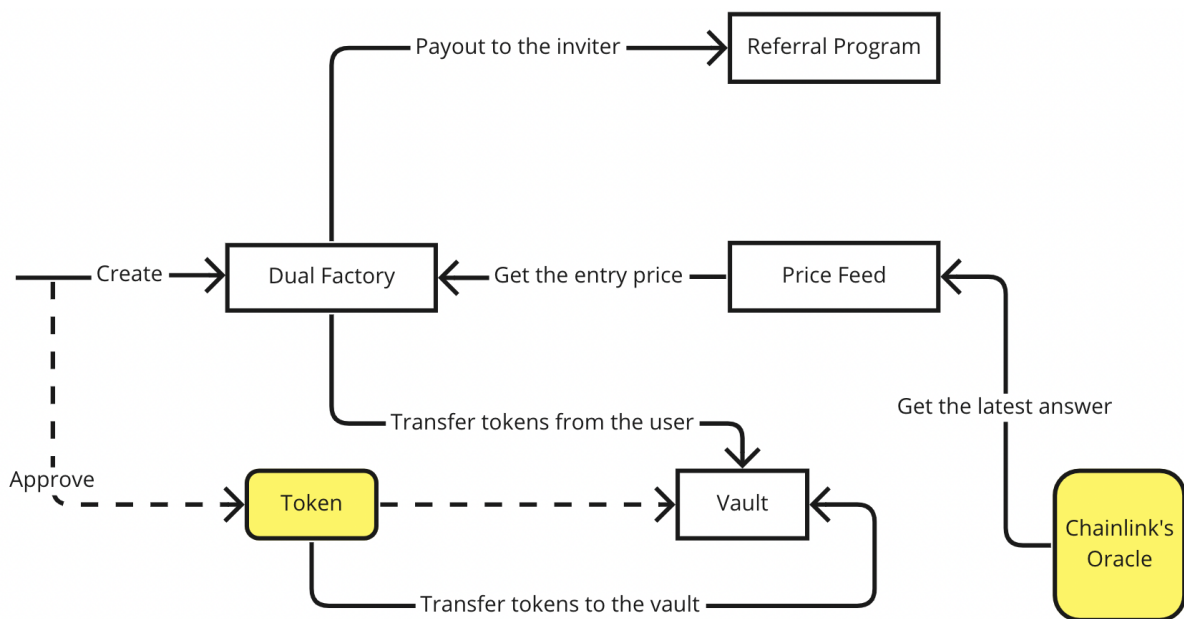 Payout to the inviter
Referral Program
Create
Dual Factory
Get the entry price
Price Feed
Transfer tokens from the user
Get the latest answer
Approve
Token
Vault
Chainlink's
Oracle
Transfer tokens to the vault